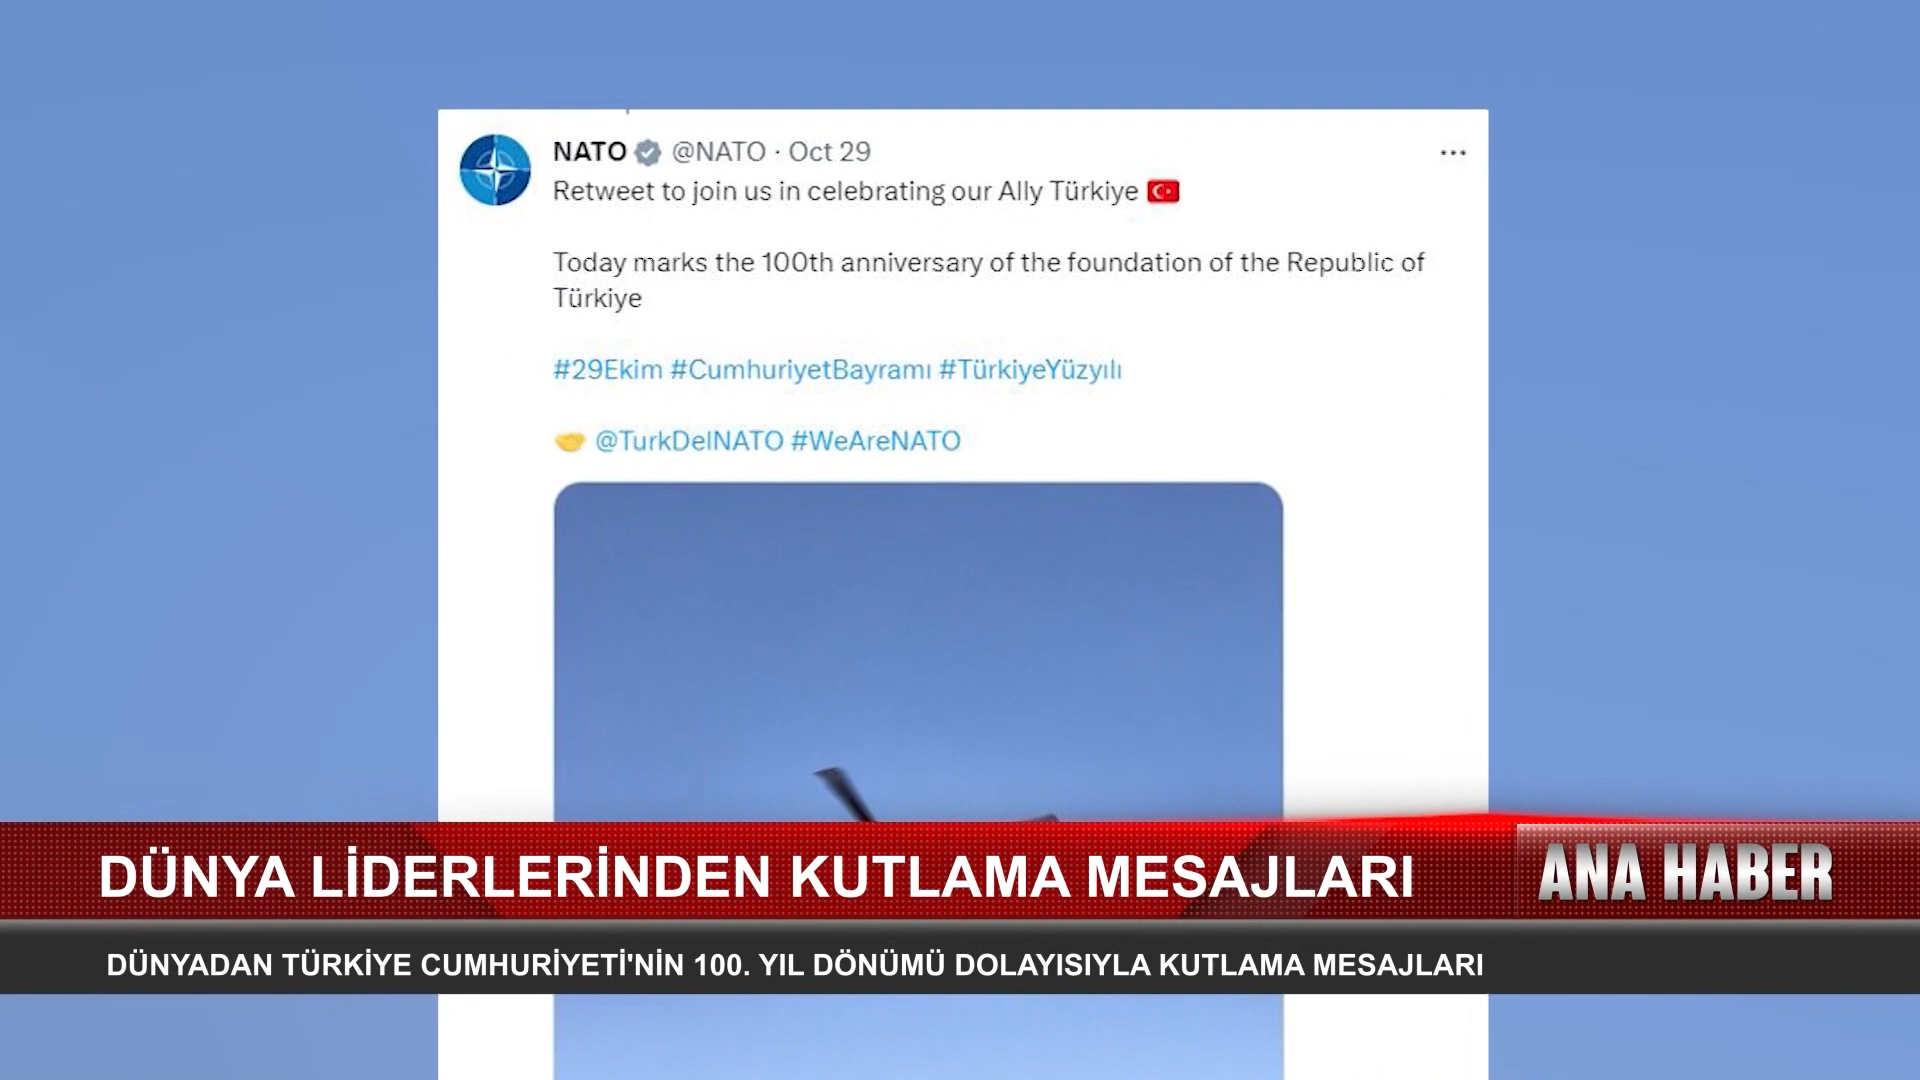 NATO @NATO · Oct 29
Retweet to join us in celebrating our Ally Türkiye
Today marks the 100th anniversary of the foundation of the Republic of
Türkiye
#29Ekim #CumhuriyetBayramı #TürkiyeYüzyılı
@TurkDelNATO #WeAreNATO
DÜNYA LİDERLERİNDEN KUTLAMA MESAJLARI
ANA HABER
DÜNYADAN TÜRKİYE CUMHURİYETİ'NİN 100. YIL DÖNÜMÜ DOLAYISIYLA KUTLAMA MESAJLARI